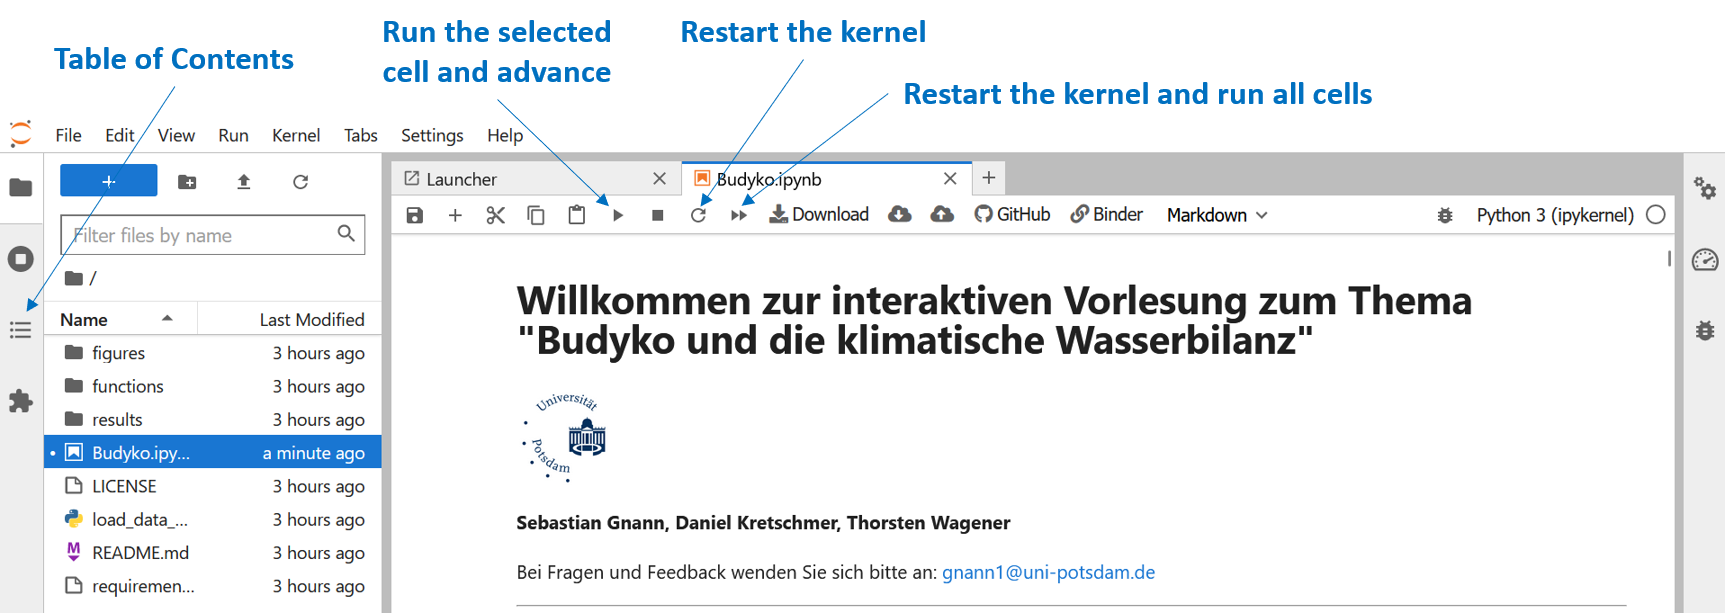 Table of Contents
Run the selected
cell and advance
Restart the kernel
Restart the kernel and run all cells
File Edit View Run Kernel Tabs Settings Help
Launcher
Budyko.ipynb
Download
GitHub
Binder
Markdown
Python 3 (ipykernel)
Filter files by name
/
Name Last Modified
figures 3 hours ago
functions 3 hours ago
results 3 hours ago
Budyko.ipy... a minute ago
LICENSE 3 hours ago
load_data_... 3 hours ago
README.md 3 hours ago
requiremen... 3 hours ago
Willkommen zur interaktiven Vorlesung zum Thema
"Budyko und die klimatische Wasserbilanz"
Universität
Potsdam
Sebastian Gnann, Daniel Kretschmer, Thorsten Wagener
Bei Fragen und Feedback wenden Sie sich bitte an: gnann1@uni-potsdam.de